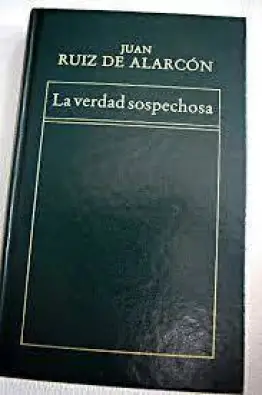 JUAN
RUIZ DE ALARCÓN
La verdad sospechosa